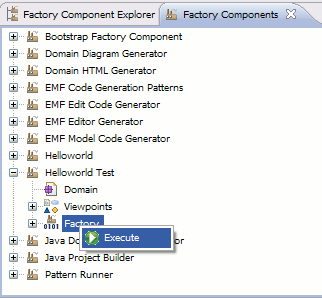 Factory Component Explorer Factory Components
Bootstrap Factory Component
Domain Diagram Generator
Domain HTML Generator
EMF Code Generation Patterns
EMF Edit Code Generator
EMF Editor Generator
EMF Model Code Generator
Helloworld
Helloworld Test
Domain
Viewpoints
0101 Factory
Execute
Java Do or
Java Project Builder
Pattern Runner